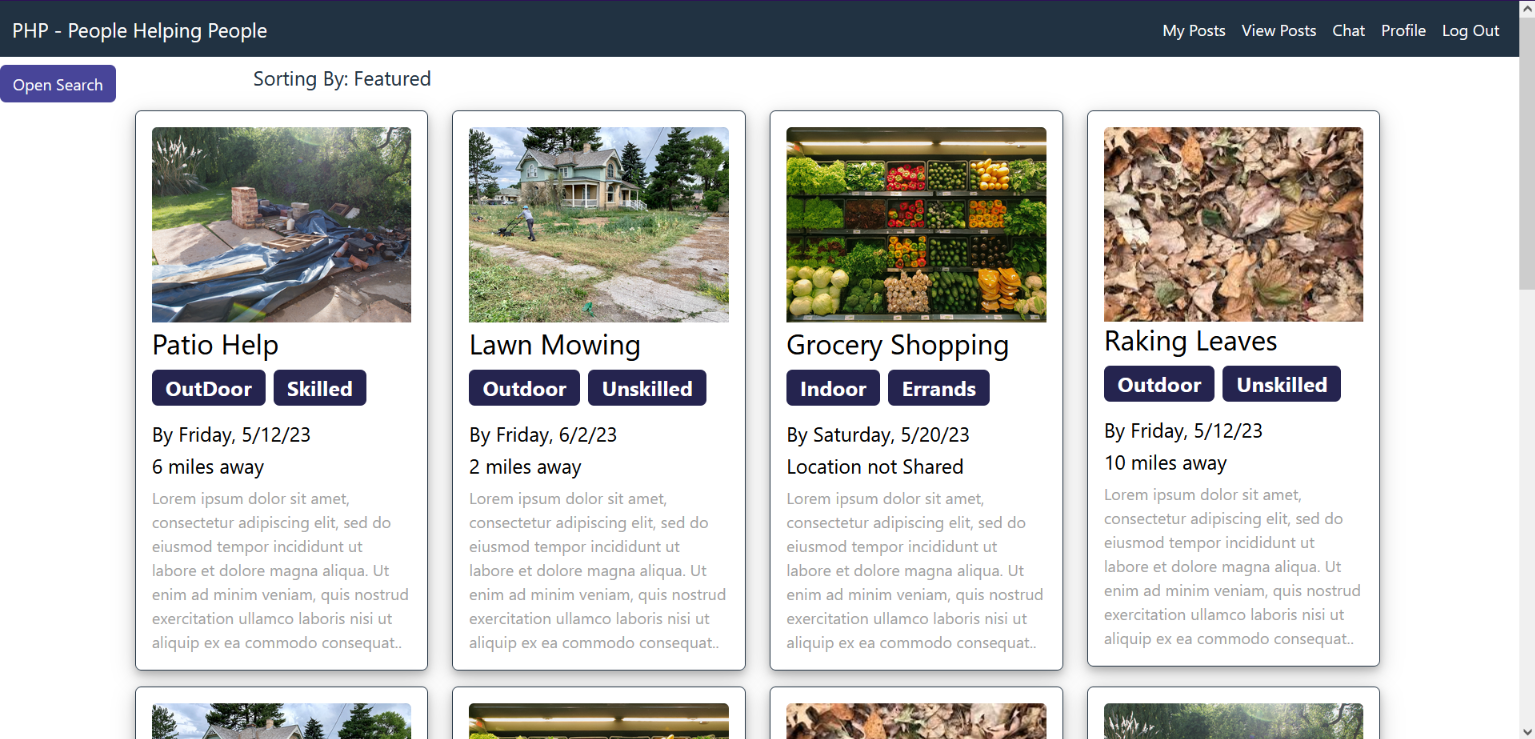 PHP - People Helping People
My Posts View Posts Chat Profile Log Out
Open Search
Sorting By: Featured
Patio Help
OutDoor Skilled
By Friday, 5/12/23
6 miles away
Lorem ipsum dolor sit amet,
consectetur adipiscing elit, sed do
eiusmod tempor incididunt ut
labore et dolore magna aliqua. Ut
enim ad minim veniam, quis nostrud
exercitation ullamco laboris nisi ut
aliquip ex ea commodo consequat..
Lawn Mowing
Outdoor Unskilled
By Friday, 6/2/23
2 miles away
Lorem ipsum dolor sit amet,
consectetur adipiscing elit, sed do
eiusmod tempor incididunt ut
labore et dolore magna aliqua. Ut
enim ad minim veniam, quis nostrud
exercitation ullamco laboris nisi ut
aliquip ex ea commodo consequat..
Grocery Shopping
Indoor Errands
By Saturday, 5/20/23
Location not Shared
Lorem ipsum dolor sit amet,
consectetur adipiscing elit, sed do
eiusmod tempor incididunt ut
labore et dolore magna aliqua. Ut
enim ad minim veniam, quis nostrud
exercitation ullamco laboris nisi ut
aliquip ex ea commodo consequat..
Raking Leaves
Outdoor Unskilled
By Friday, 5/12/23
10 miles away
Lorem ipsum dolor sit amet,
consectetur adipiscing elit, sed do
eiusmod tempor incididunt ut
labore et dolore magna aliqua. Ut
enim ad minim veniam, quis nostrud
exercitation ullamco laboris nisi ut
aliquip ex ea commodo consequat..